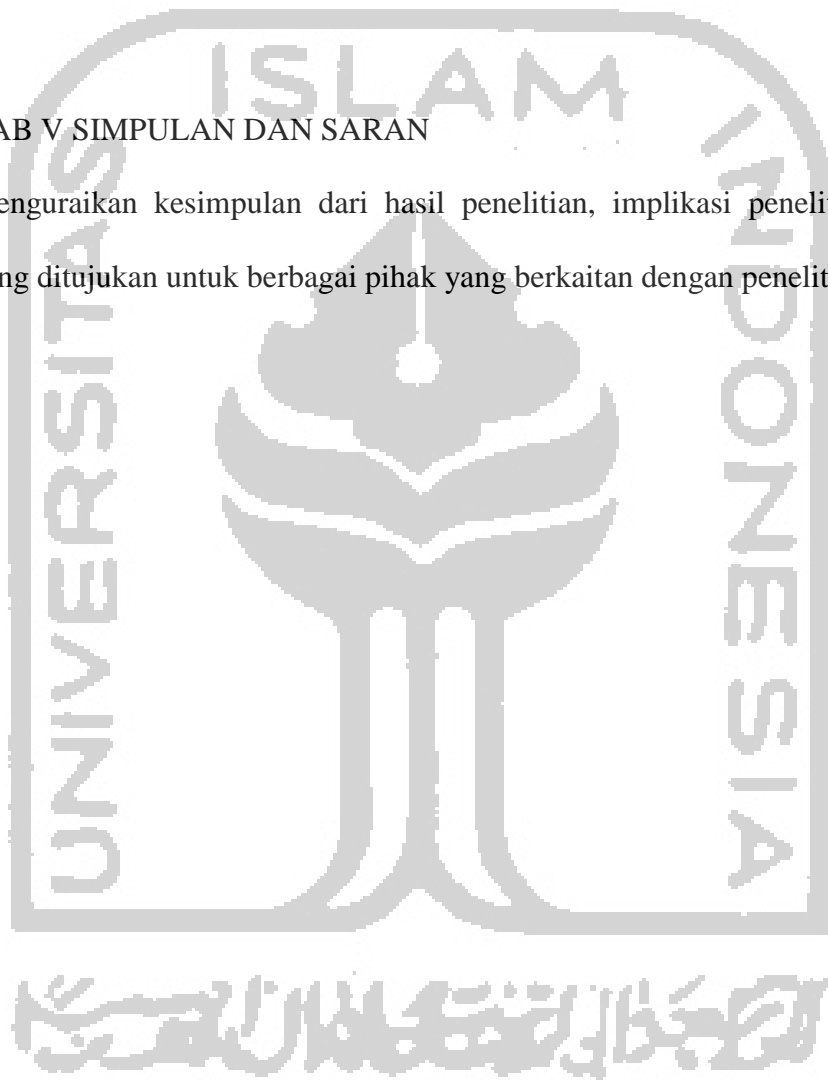 ISLAM
UNIVERSITAS
INDONESIA
AB V SIMPULAN DAN SARAN
enguraikan kesimpulan dari hasil penelitian, implikasi penelit
ng ditujukan untuk berbagai pihak yang berkaitan dengan penelit